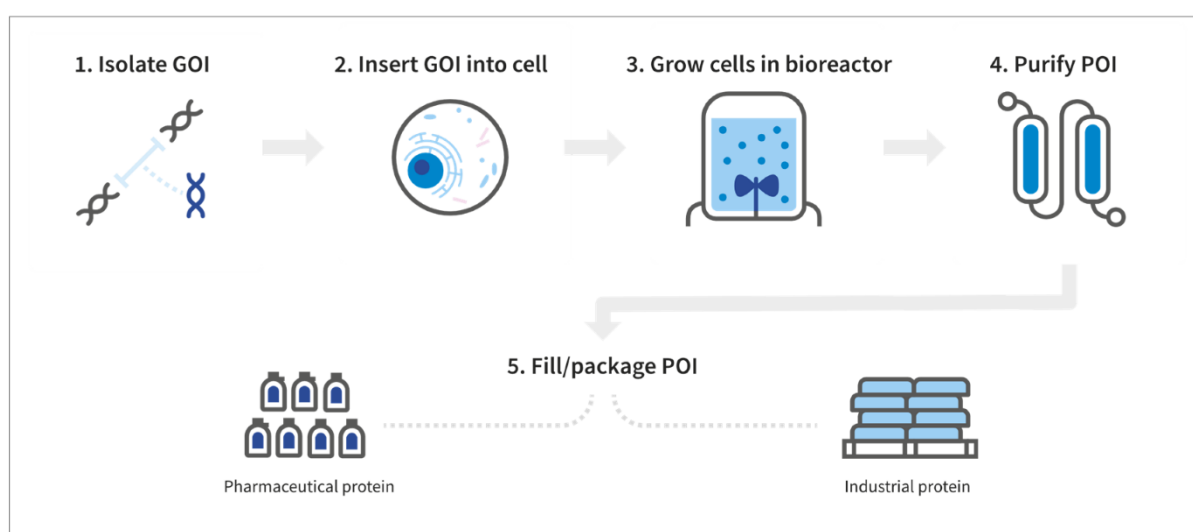 1. Isolate GOI
2. Insert GOI into cell
3. Grow cells in bioreactor
4. Purify POI
5. Fill/package POI
Pharmaceutical protein
Industrial protein